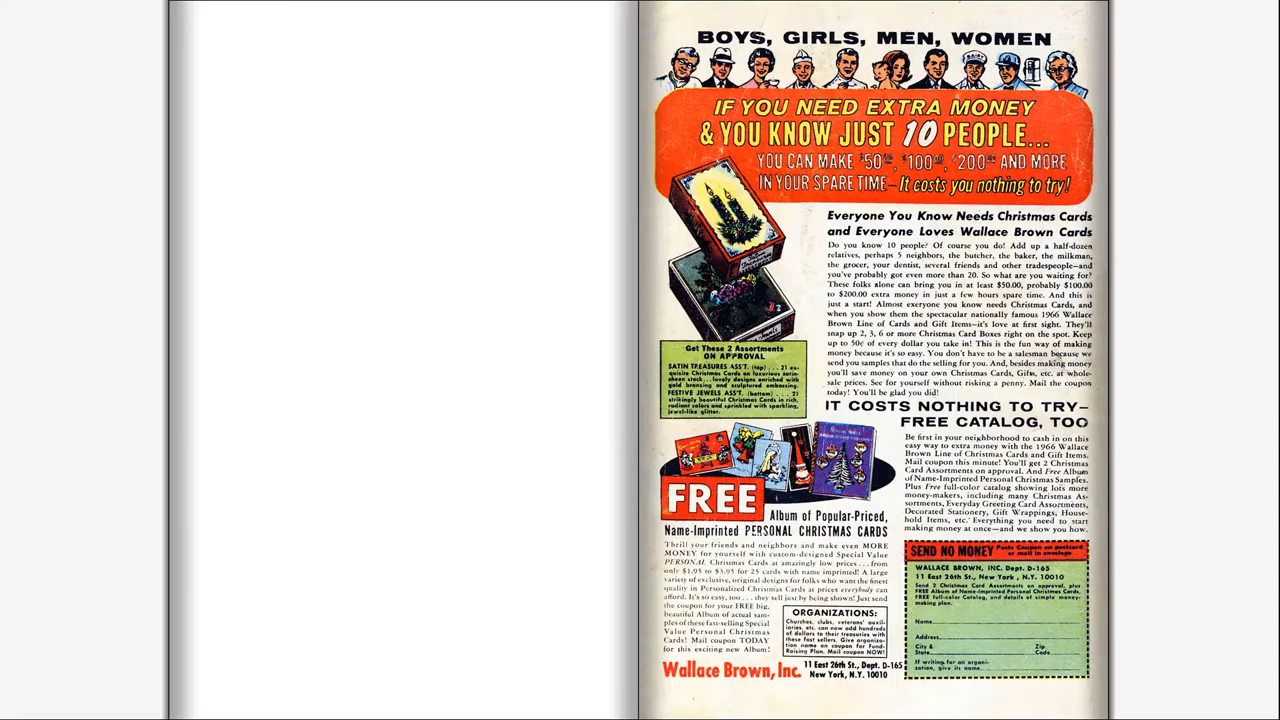 BOYS, GIRLS, MEN, WOMEN
DAIRY
IF YOU NEED EXTRA MONEY
& YOU KNOW JUST 10 PEOPLE...
YOU CAN MAKE $50.00, $100.00, $200.00 AND MORE
IN YOUR SPARE TIME—It costs you nothing to try!
Everyone You Know Needs Christmas Cards
and Everyone Loves Wallace Brown Cards
Do you know 10 people? Of course you do! Add up a half-dozen
relatives, perhaps 5 neighbors, the butcher, the baker, the milkman,
the grocer, your dentist, several friends and other tradespeople—and
you've probably got even more than 20. So what are you waiting for?
These folks alone can bring you in at least $50.00, probably $100.00
to $200.00 extra money in just a few hours spare time. And this is
just a start! Almost everyone you know needs Christmas Cards, and
when you show them the spectacular nationally famous 1966 Wallace
Brown Line of Cards and Gift Items—it's love at first sight. They'll
snap up 2, 3, 6 or more Christmas Card Boxes right on the spot. Keep
up to 50¢ of every dollar you take in! This is the fun way of making
money because it's so easy. You don't have to be a salesman because we
send you samples that do the selling for you. And, besides making money
you'll save money on your own Christmas Cards, Gifts, etc. at whole-
sale prices. See for yourself without risking a penny. Mail the coupon
today! You'll be glad you did!
Get These 2 Assortments
ON APPROVAL
SATIN TREASURES ASS'T. (top) . . . 21 ex-
quisite Christmas Cards on luxurious satin-
sheen stock . . . lovely designs enriched with
gold bronzing and sculptured embossing.
FESTIVE JEWELS ASS'T. (bottom) . . . 21
strikingly beautiful Christmas Cards in rich,
radiant colors and sprinkled with sparkling,
jewel-like glitter.
IT COSTS NOTHING TO TRY—
FREE CATALOG, TOO
Be first in your neighborhood to cash in on this
easy way to extra money with the 1966 Wallace
Brown Line of Christmas Cards and Gift Items.
Mail coupon this minute! You'll get 2 Christmas
Card Assortments on approval. And Free Album
of Name-Imprinted Personal Christmas Samples.
Plus Free full-color catalog showing lots more
money-makers, including many Christmas As-
sortments, Everyday Greeting Card Assortments,
Decorated Stationery, Gift Wrappings, House-
hold Items, etc. Everything you need to start
making money at once—and we show you how.
FREE
Album of Popular-Priced,
Name-Imprinted PERSONAL CHRISTMAS CARDS
Thrill your friends and neighbors and make even MORE
MONEY for yourself with custom-designed Special Value
PERSONAL Christmas Cards at amazingly low prices . . . from
only $1.95 to $3.95 for 25 cards with name imprinted! A large
variety of exclusive, original designs for folks who want the finest
quality in Personalized Christmas Cards at prices everybody can
afford. It's so easy, too . . . they sell just by being shown! Just send
the coupon for your FREE big,
beautiful Album of actual sam-
ples of these fast-selling Special
Value Personal Christmas
Cards! Mail coupon TODAY
for this exciting new Album!
ORGANIZATIONS:
Churches, clubs, veterans' auxil-
iaries, etc. can now add hundreds
of dollars to their treasuries with
these fast sellers. Give organiza-
tion name on coupon for Fund-
Raising Plan. Mail coupon NOW!
Wallace Brown, Inc. 11 East 26th St., Dept. D-165
New York, N.Y. 10010
SEND NO MONEY Paste Coupon on postcard
or mail in envelope
WALLACE BROWN, INC. Dept. D-165
11 East 26th St., New York , N.Y. 10010
Send 2 Christmas Card Assortments on approval, plus
FREE Album of Name-Imprinted Personal Christmas Cards,
FREE full-color Catalog, and details of simple money-
making plan.
Name
Address
City & State Zip Code
If writing for an organi-
zation, give its name